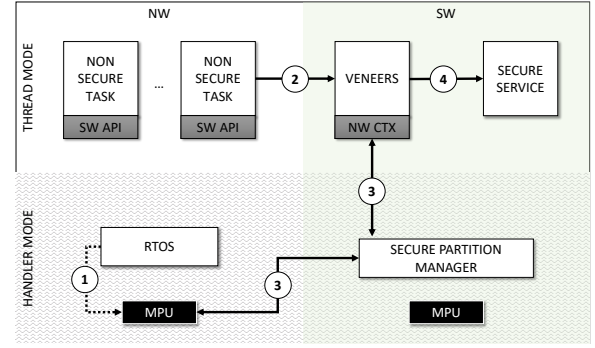 NW
SW
THREAD MODE
NON
SECURE
TASK
SW API
...
NON
SECURE
TASK
SW API
2
VENEERS
NW CTX
4
SECURE
SERVICE
3
HANDLER MODE
RTOS
1
MPU
3
SECURE PARTITION
MANAGER
MPU